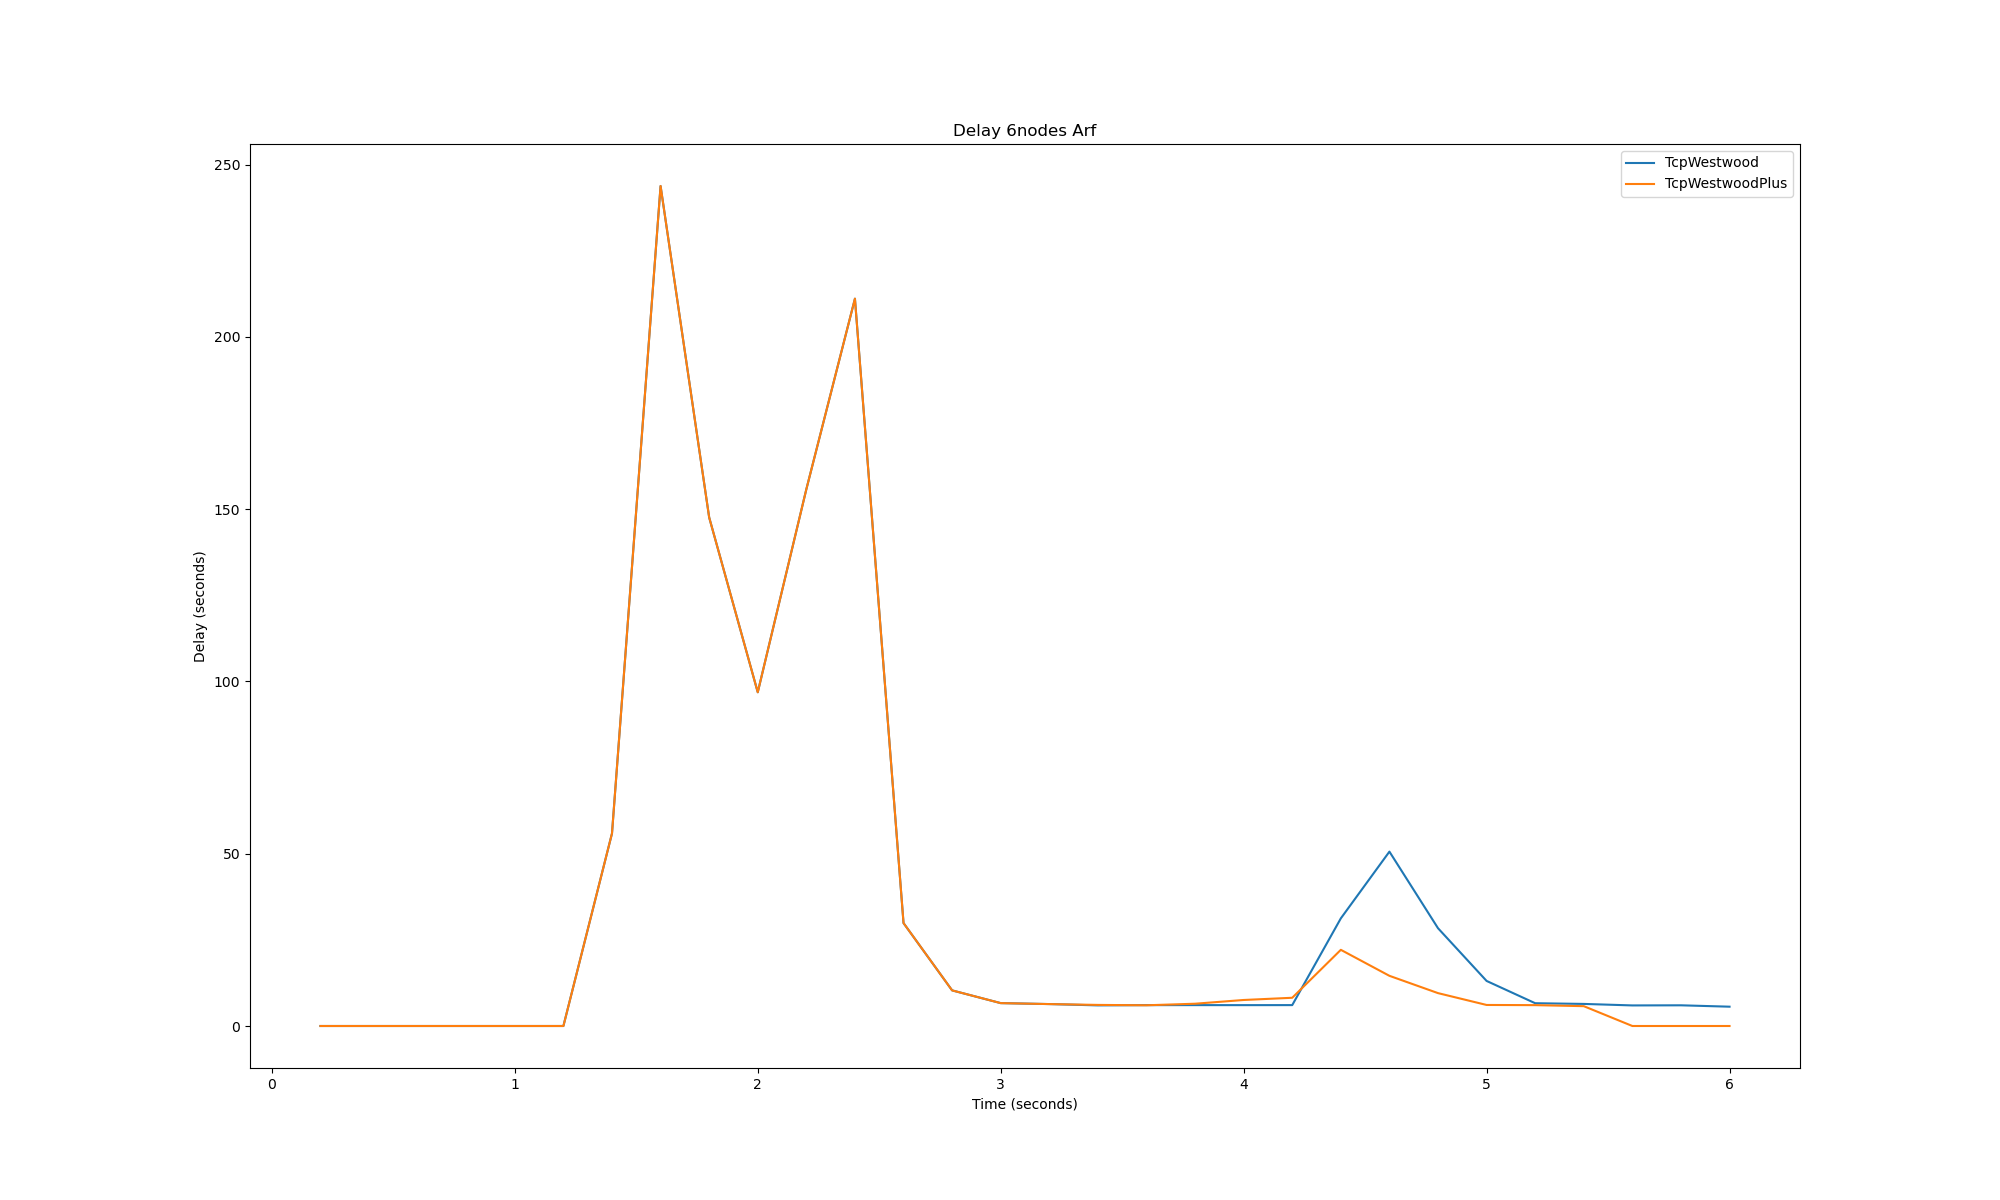 Delay 6nodes Arf
TcpWestwood
TcpWestwoodPlus
250
200
150
100
50
0
Delay (seconds)
0 1 2 3 4 5 6
Time (seconds)